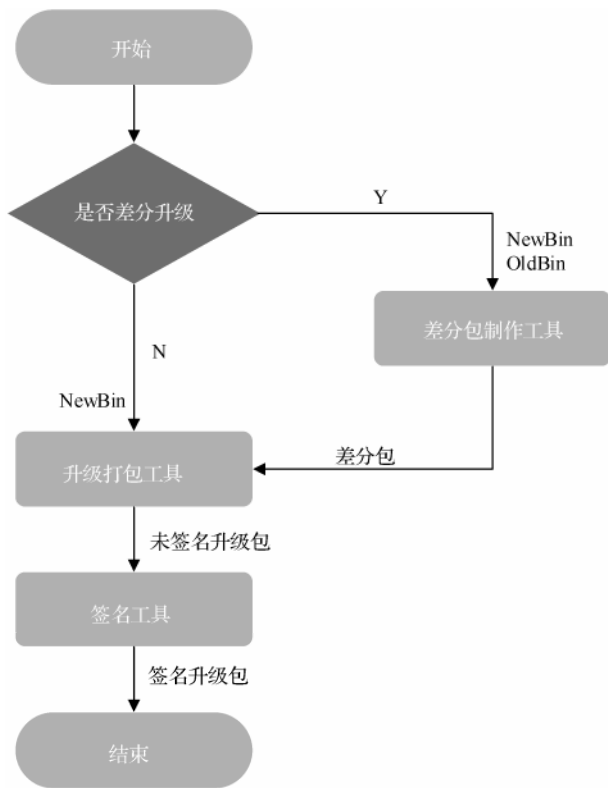 开始
是否差分升级
Y
NewBin
OldBin
差分包制作工具
N
NewBin
差分包
升级打包工具
未签名升级包
签名工具
签名升级包
结束